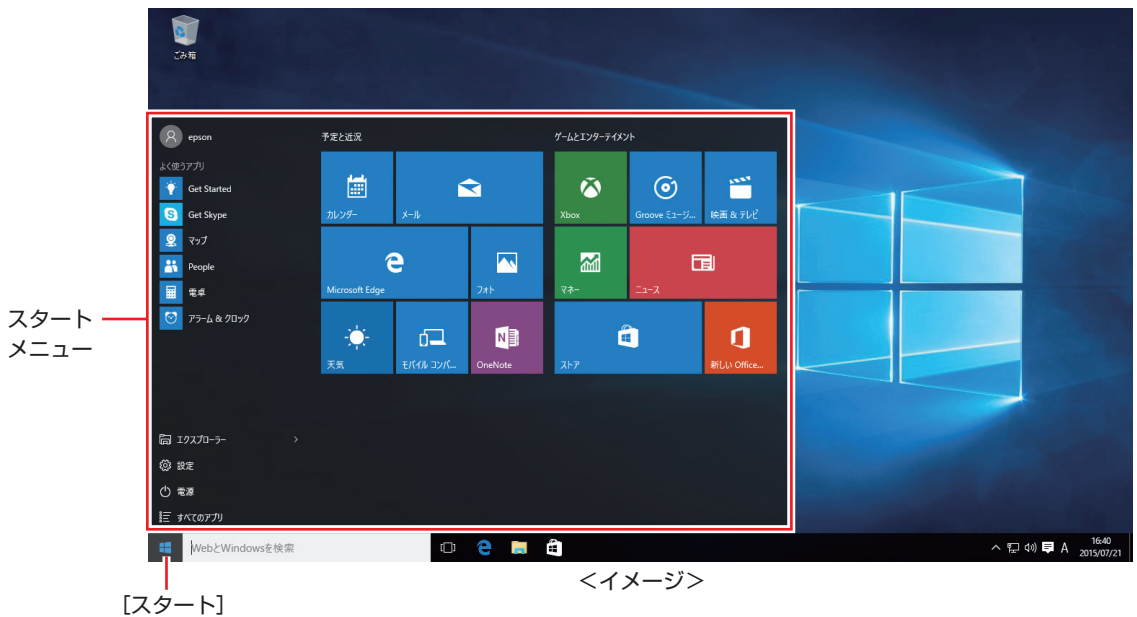 ごみ箱
epson
よく使うアプリ
Get Started
Get Skype
マップ
People
電卓
アラーム & クロック
エクスプローラー
設定
電源
すべてのアプリ
予定と近況
カレンダー
メール
Microsoft Edge
フォト
天気
モバイル コンパ...
OneNote
ゲームとエンターテイメント
Xbox
Groove ミュージ...
映画 & テレビ
マネー
ニュース
ストア
新しい Office...
スタート
メニュー
WebとWindowsを検索
A
16:40
2015/07/21
[スタート]
<イメージ>